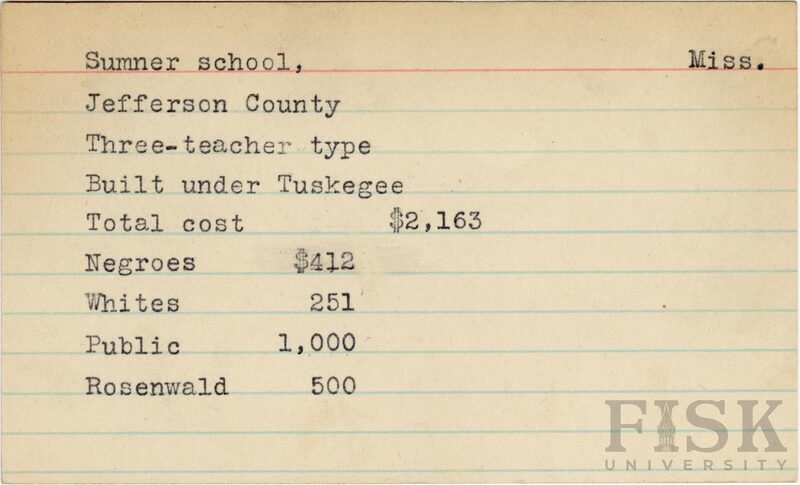 Sumner school, Miss.
Jefferson County
Three-teacher type
Built under Tuskegee
Total cost $2,163
Negroes $412
Whites 251
Public 1,000
Rosenwald 500
FISK
UNIVERSITY